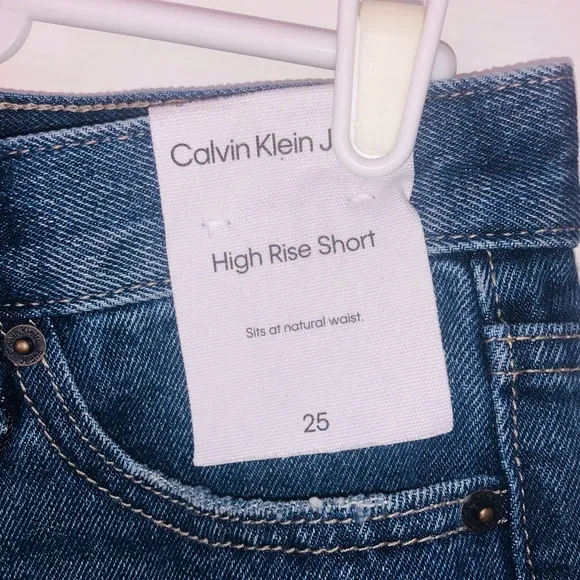 Calvin Klein J
High Rise Short
Sits at natural waist.
25